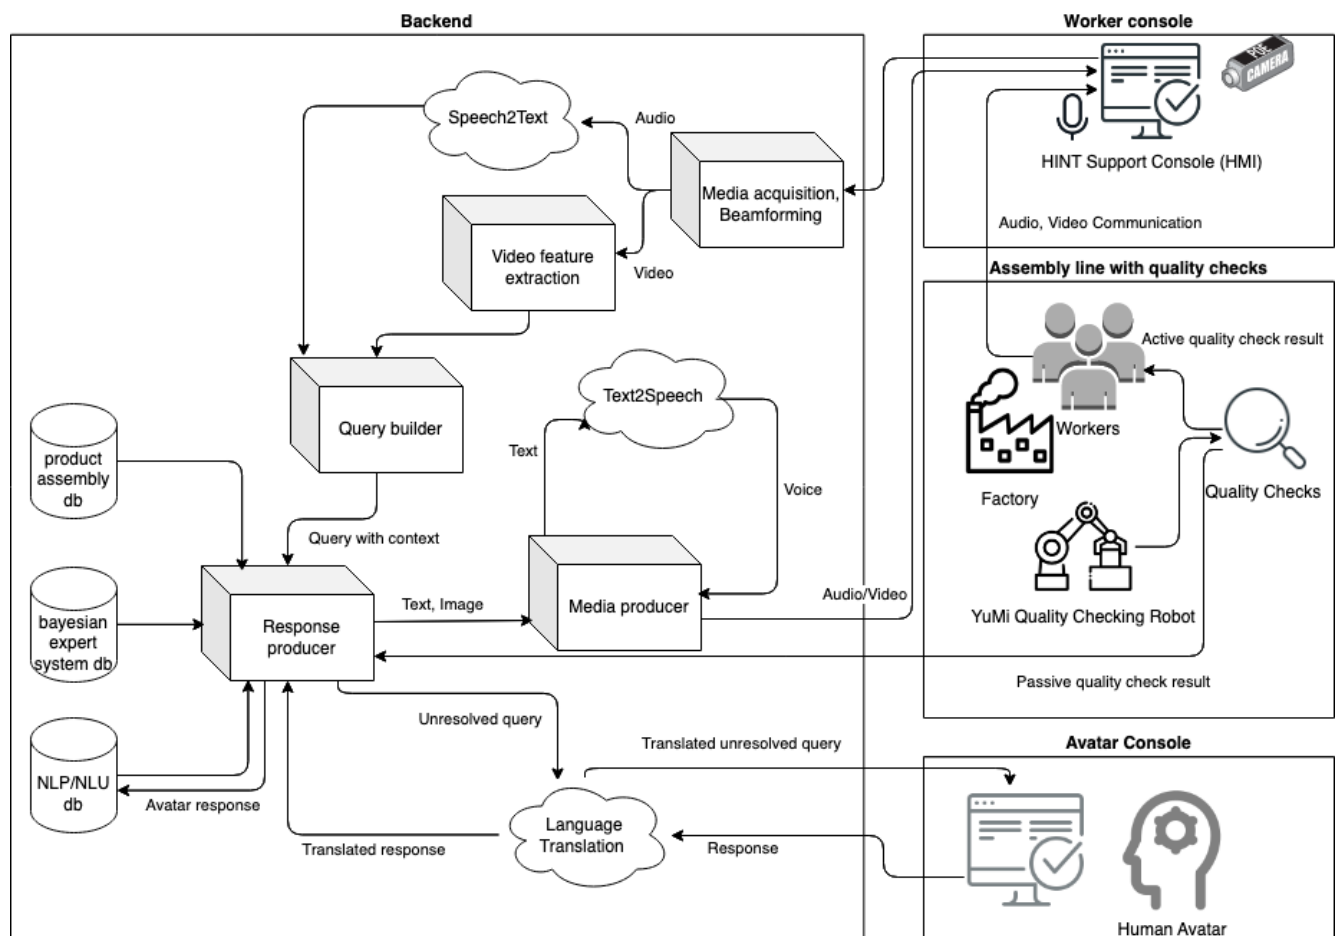 Backend
Worker console
PoE
CAMERA
HINT Support Console (HMI)
Audio, Video Communication
Speech2Text
Audio
Media acquisition,
Beamforming
Video feature
extraction
Video
Assembly line with quality checks
Active quality check result
Workers
Factory
Quality Checks
YuMi Quality Checking Robot
Passive quality check result
Query builder
Text2Speech
Text
Voice
product
assembly
db
Query with context
bayesian
expert
system db
Response
producer
Text, Image
Media producer
Audio/Video
Unresolved query
Translated unresolved query
NLP/NLU
db
Avatar response
Translated response
Language
Translation
Response
Avatar Console
Human Avatar